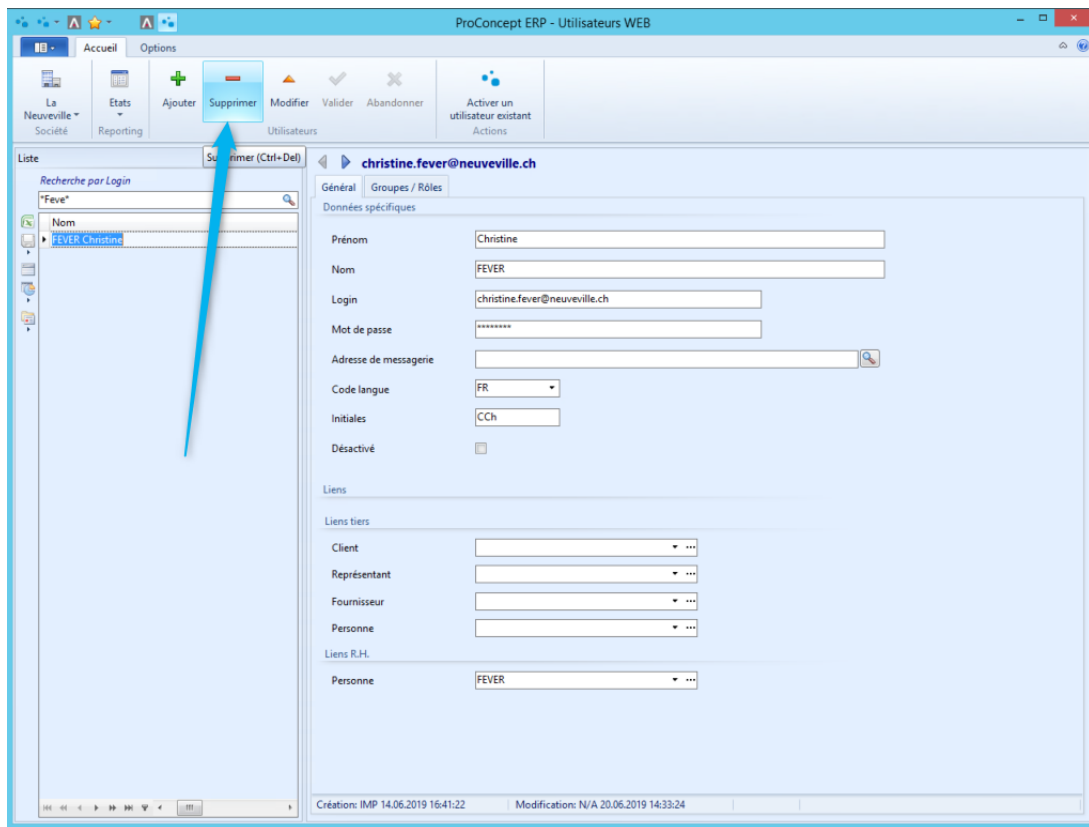 ProConcept ERP - Utilisateurs WEB
Accueil Options
La Neuveville
Etats
Ajouter
Supprimer
Modifier
Valider
Abandonner
Activer un utilisateur existant
Société
Reporting
Utilisateurs
Actions
Liste
Supprimer (Ctrl+Del)
christine.fever@neuveville.ch
Recherche par Login
*Feve*
Nom
FEVER Christine
Général Groupes / Rôles
Données spécifiques
Prénom Christine
Nom FEVER
Login christine.fever@neuveville.ch
Mot de passe ********
Adresse de messagerie
Code langue FR
Initiales CCh
Désactivé
Liens
Liens tiers
Client
Représentant
Fournisseur
Personne
Liens R.H.
Personne FEVER
Création: IMP 14.06.2019 16:41:22 Modification: N/A 20.06.2019 14:33:24